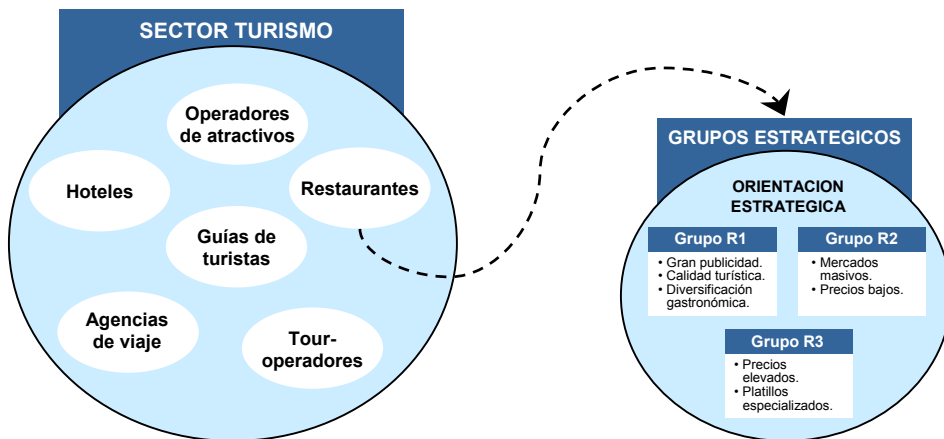 SECTOR TURISMO
Operadores
de atractivos
Hoteles
Restaurantes
Guías de
turistas
Agencias
de viaje
Tour-
operadores
GRUPOS ESTRATEGICOS
ORIENTACION
ESTRATEGICA
Grupo R1
• Gran publicidad.
• Calidad turística.
• Diversificación
gastronómica.
Grupo R2
• Mercados
masivos.
• Precios bajos.
Grupo R3
• Precios
elevados.
• Platillos
especializados.